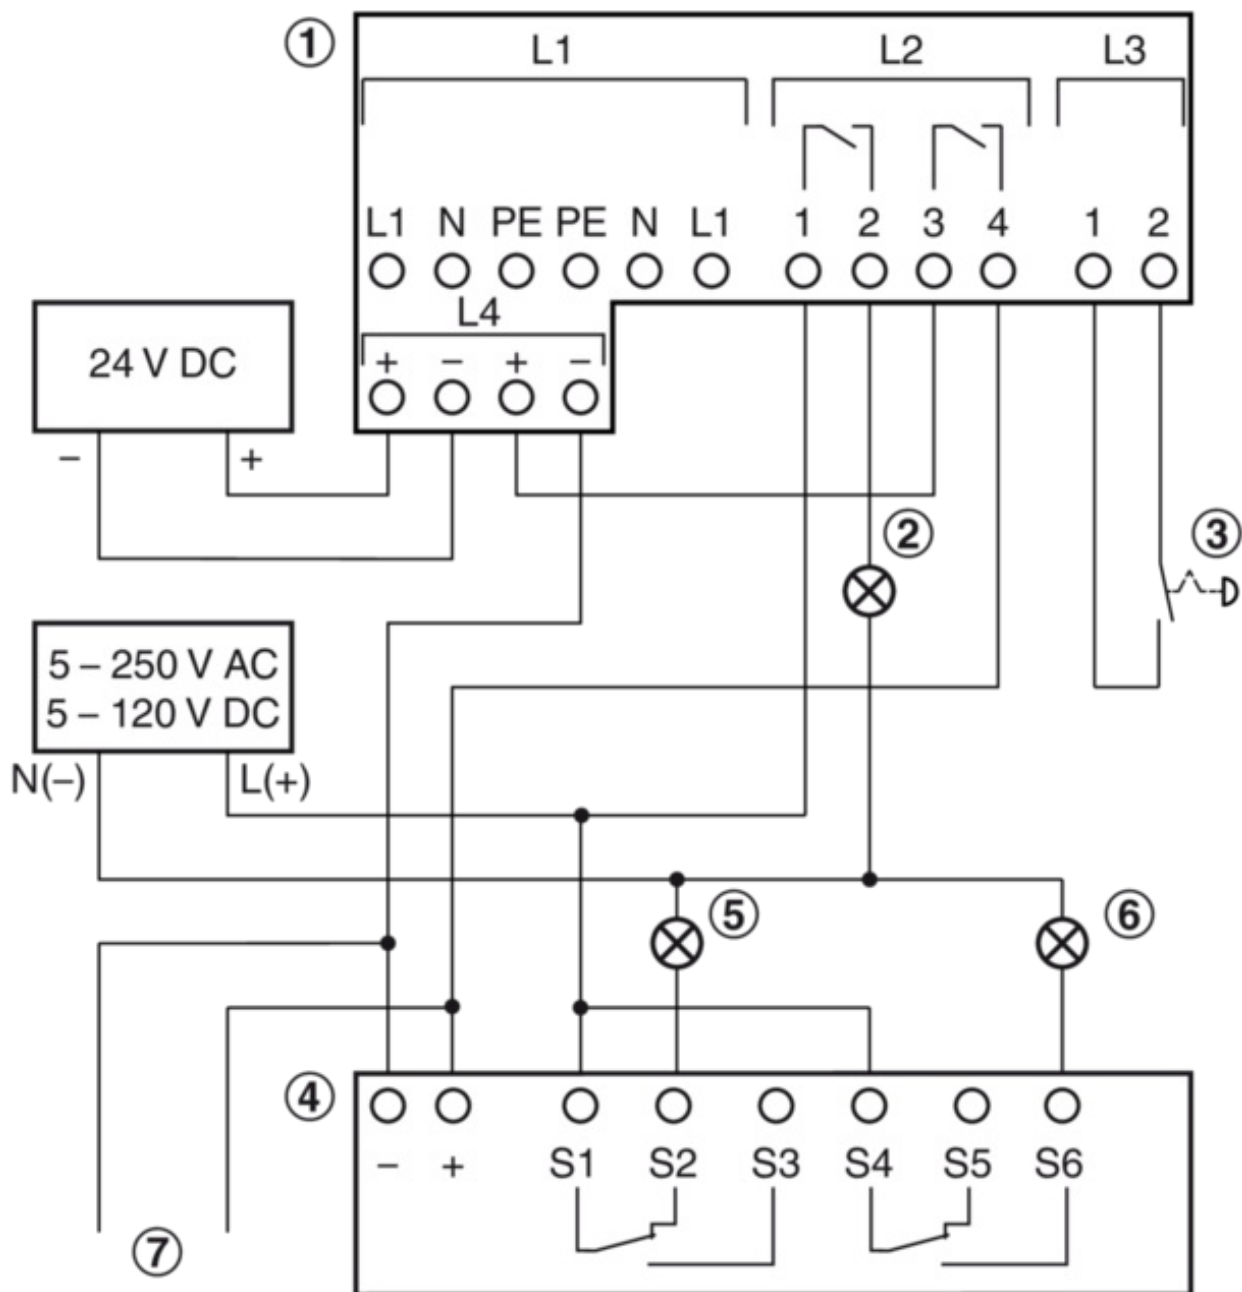 ① L1 L2 L3
L1 N PE PE N L1 1 2 3 4 1 2
L4
24 V DC
+ – + –
– +
② ③
5 – 250 V AC
5 – 120 V DC
N(–) L(+)
⑤ ⑥
④
– + S1 S2 S3 S4 S5 S6
⑦